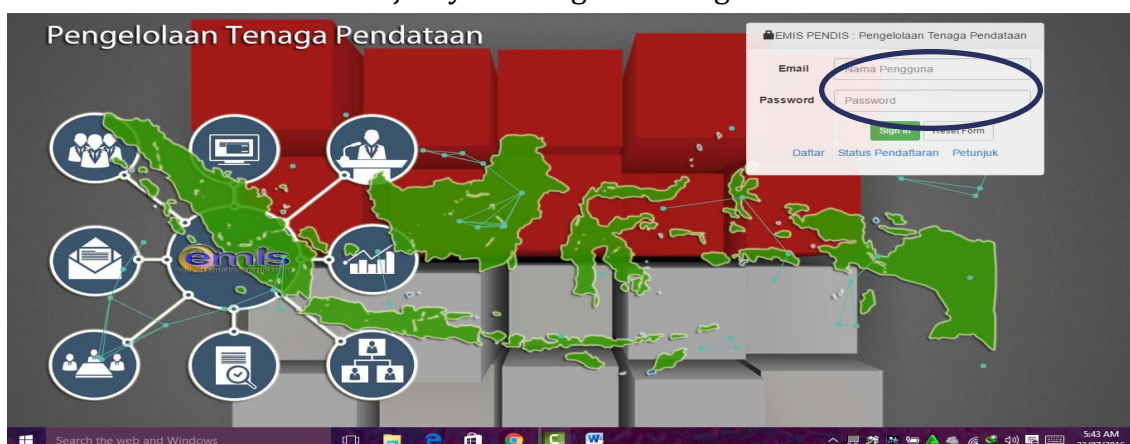 Pengelolaan Tenaga Pendataan
EMIS PENDIS : Pengelolaan Tenaga Pendataan
Email
Nama Pengguna
Password
Password
Sign In
Reset Form
Daftar
Status Pendaftaran
Petunjuk
emis
Search the web and Windows
5:43 AM